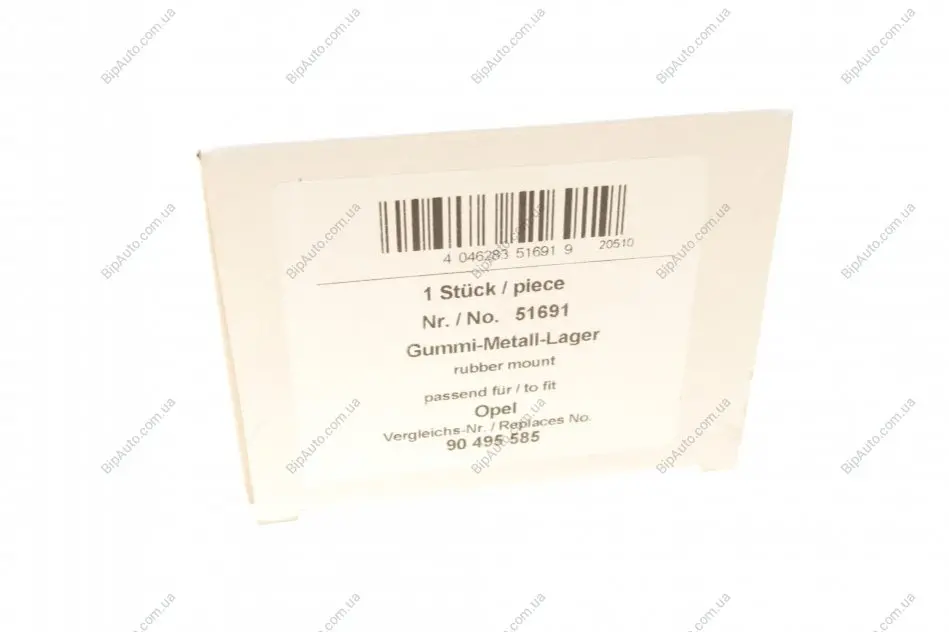 4 046283 51691 9
20510
1 Stück / piece
Nr. / No. 51691
Gummi-Metall-Lager
rubber mount
passend für / to fit
Opel
Vergleichs-Nr. / Replaces No.
90 495 585
BipAuto.com.ua